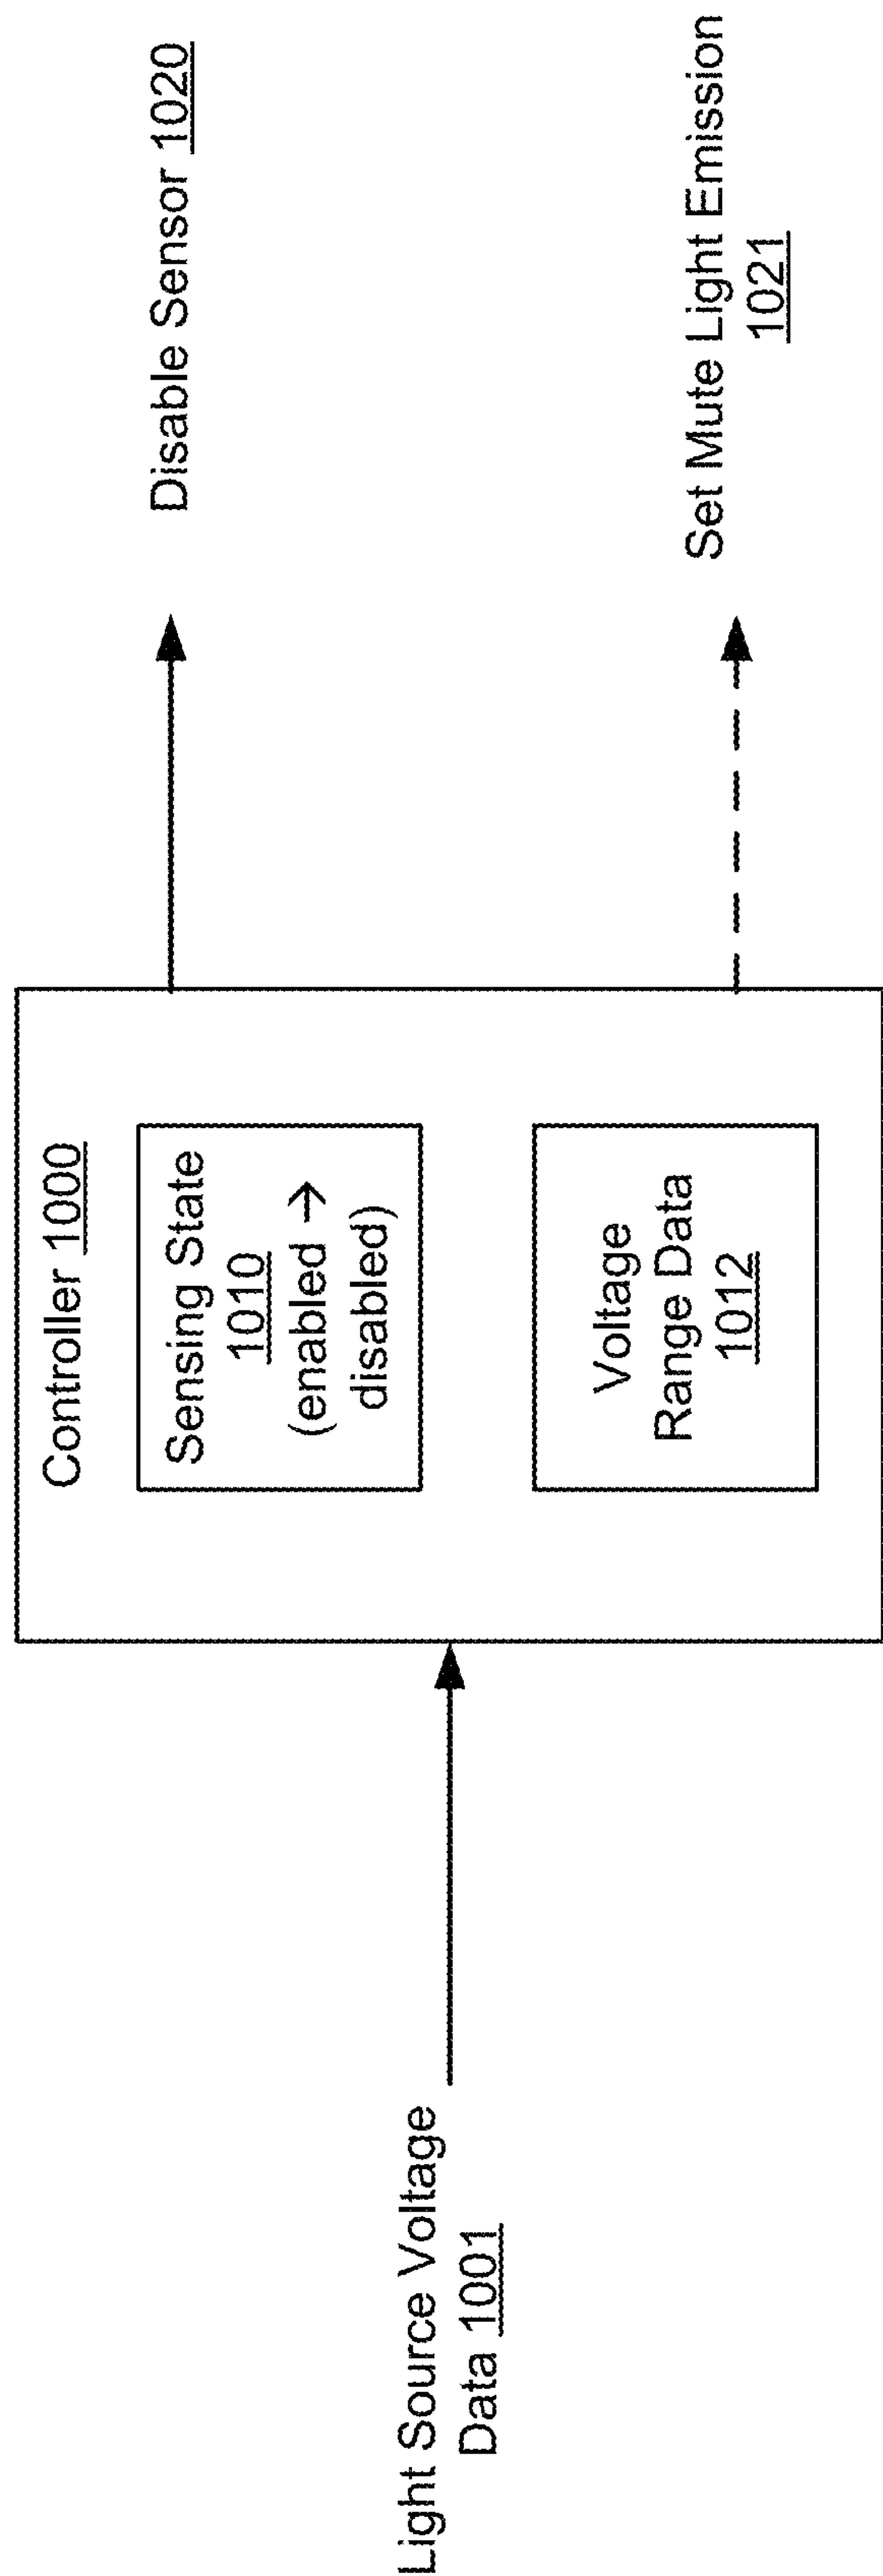 Light Source Voltage
Data 1001
Controller 1000
Sensing State
1010
(enabled →
disabled)
Voltage
Range Data
1012
Disable Sensor 1020
Set Mute Light Emission
1021